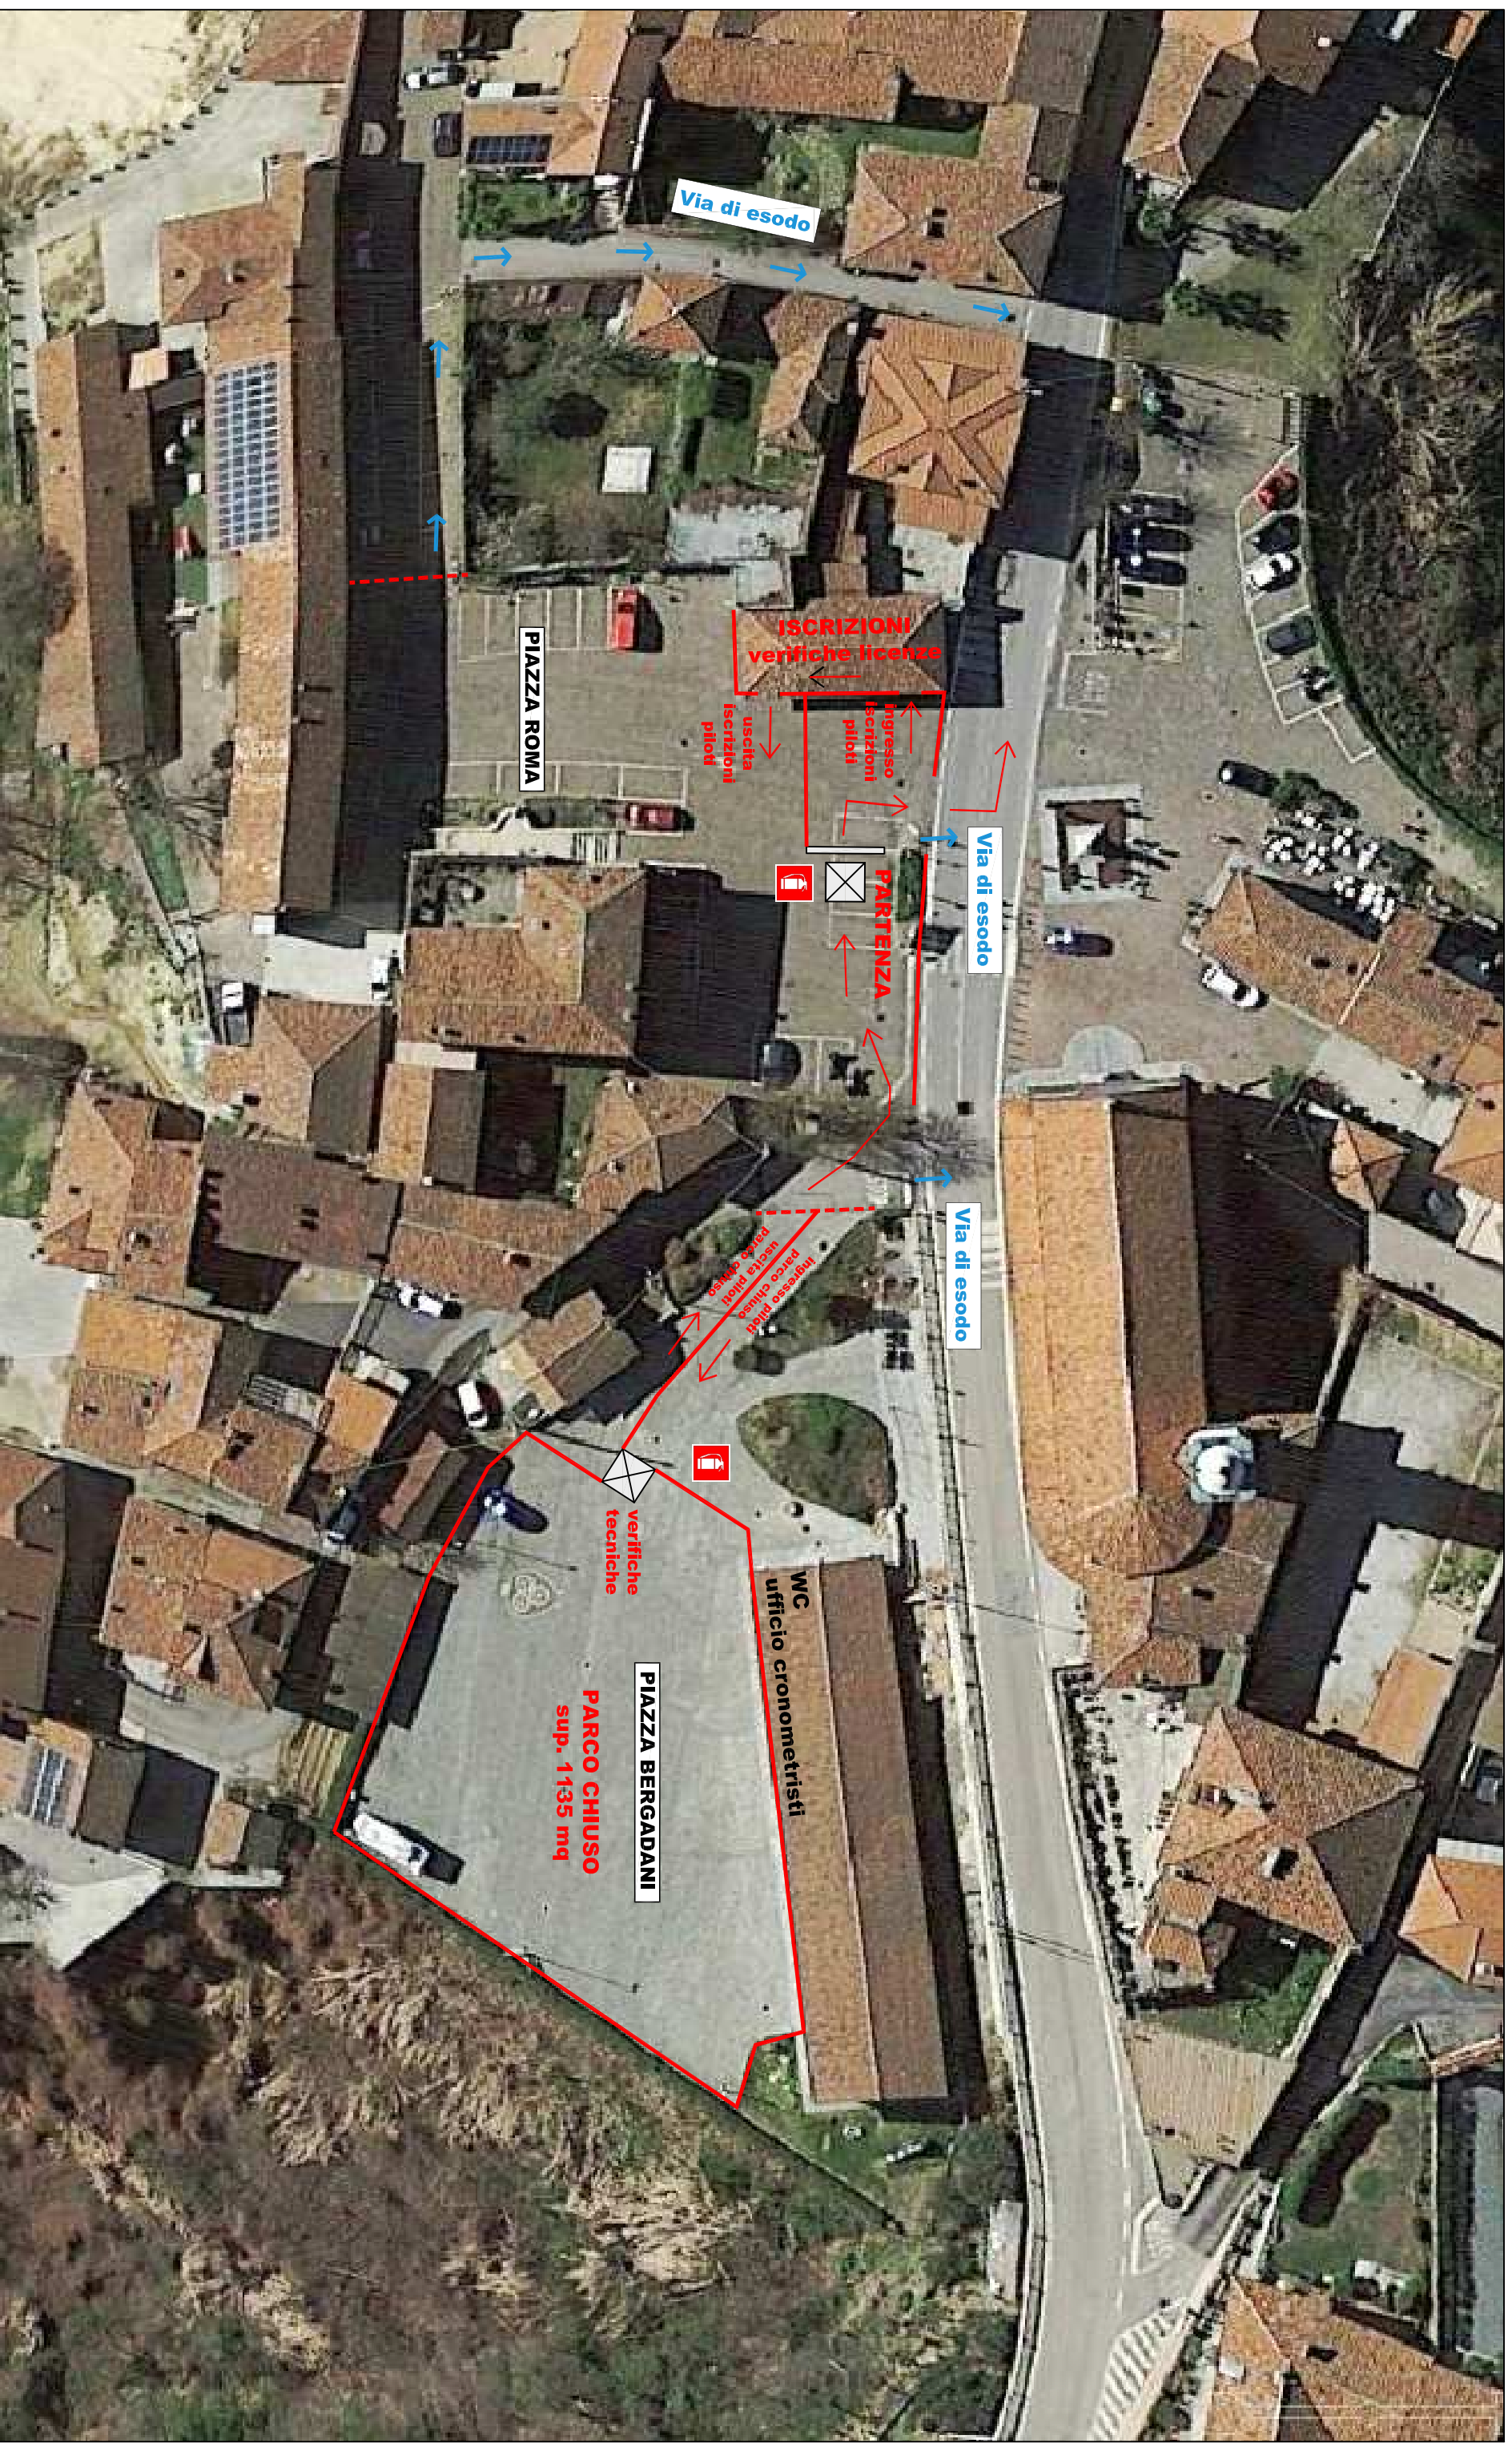 Via di esodo
ISCRIZIONI
verifiche licenze
PIAZZA ROMA
uscita
iscrizioni
piloti
ingresso
iscrizioni
piloti
PARTENZA
Via di esodo
Via di esodo
ingresso piloti
parco chiuso
uscita piloti
parco chiuso
verifiche
tecniche
WC
ufficio cronometristi
PIAZZA BERGADANI
PARCO CHIUSO
sup. 1135 mq